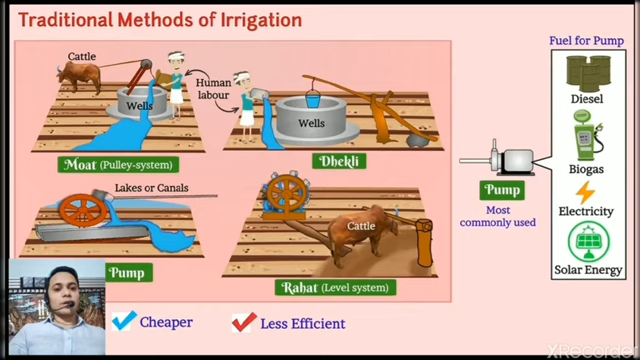 Traditional Methods of Irrigation
Cattle
Wells
Human
labour
Wells
Moat (Pulley-system)
Dhekli
Lakes or Canals
Pump
Cattle
Rahat (Level system)
Cheaper
Less Efficient
Pump
Most
commonly used
Fuel for Pump
Diesel
Biogas
Electricity
Solar Energy
XRecorder